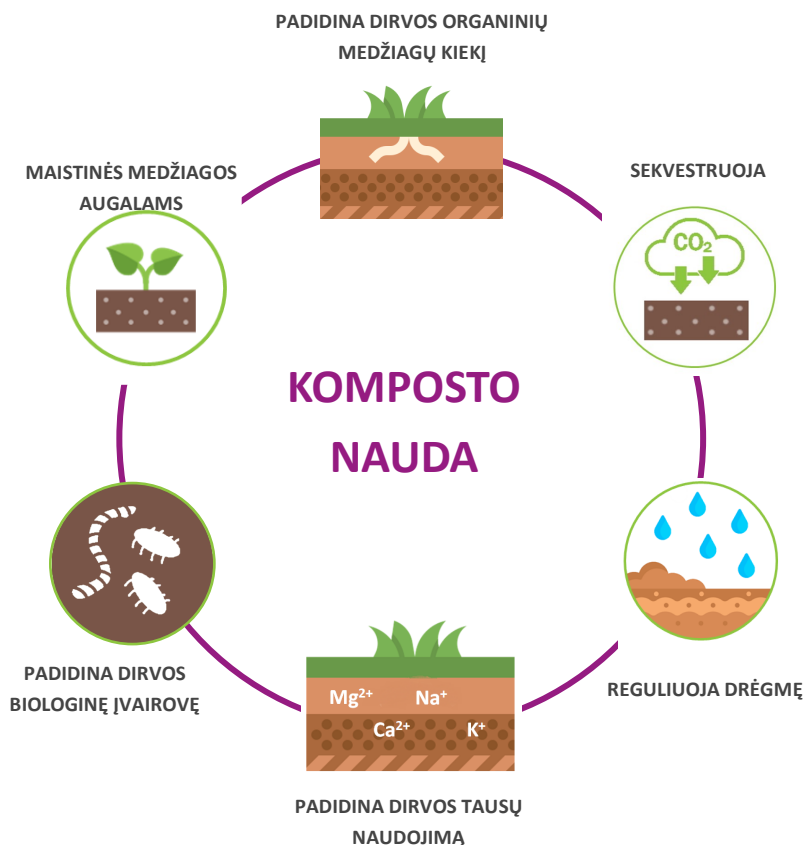 PADIDINA DIRVOS ORGANINIŲ
MEDŽIAGŲ KIEKĮ
MAISTINĖS MEDŽIAGOS
AUGALAMS
SEKVESTRUOJA
CO₂
KOMPOSTO
NAUDA
PADIDINA DIRVOS
BIOLOGINĘ ĮVAIROVĘ
REGULIUOJA DRĖGMĘ
Mg²⁺ Na⁺
Ca²⁺ K⁺
PADIDINA DIRVOS TAUSŲ
NAUDOJIMĄ